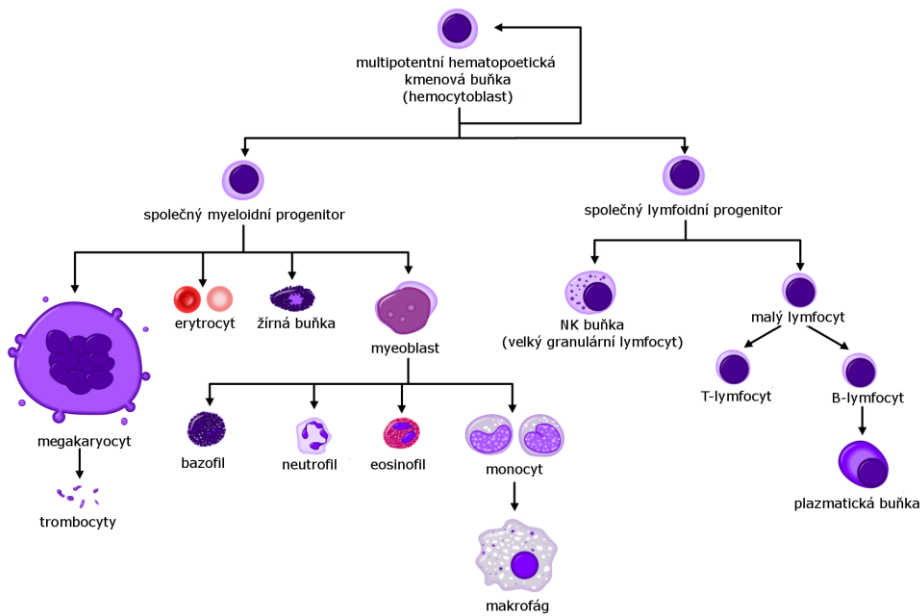 multipotentní hematopoetická
kmenová buňka
(hemocytoblast)
společný myeloidní progenitor
společný lymfoidní progenitor
erytrocyt
žírná buňka
myeoblast
NK buňka
(velký granulární lymfocyt)
malý lymfocyt
T-lymfocyt
B-lymfocyt
megakaryocyt
bazofil
neutrofil
eosinofil
monocyt
plazmatická buňka
trombocyty
makrofág